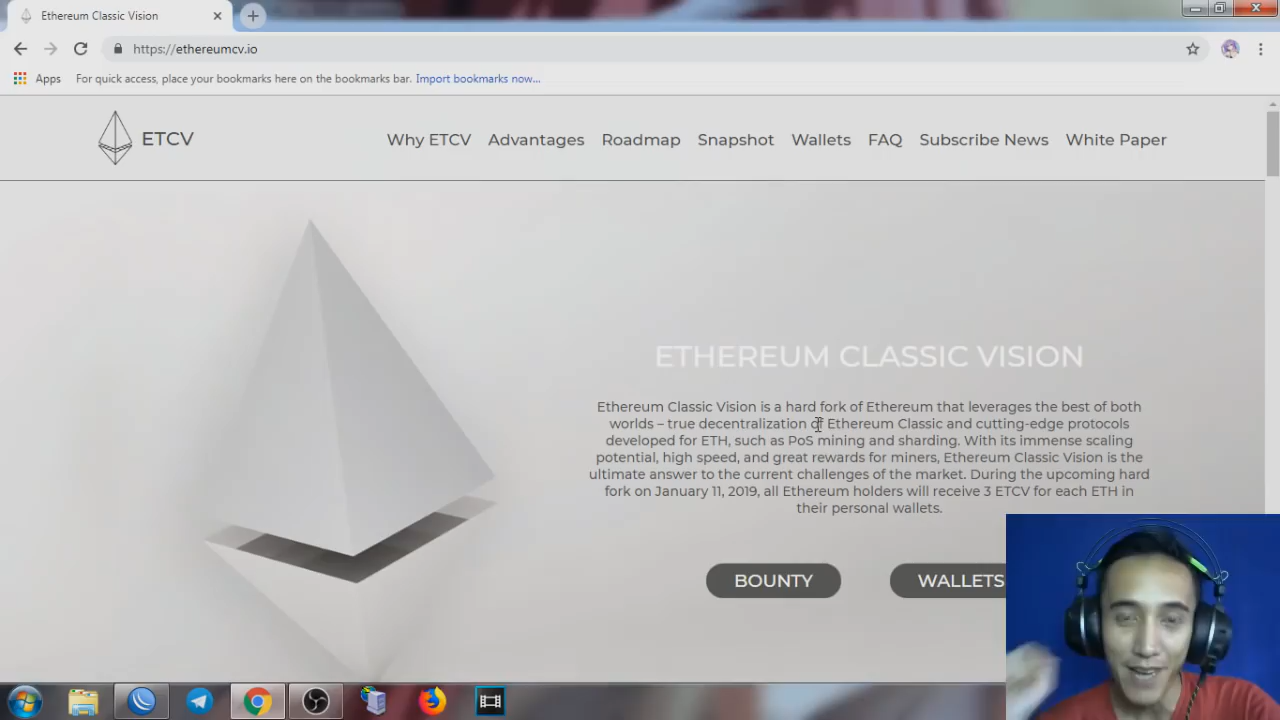 Ethereum Classic Vision
https://ethereumcv.io
Apps For quick access, place your bookmarks here on the bookmarks bar. Import bookmarks now...
ETCV Why ETCV Advantages Roadmap Snapshot Wallets FAQ Subscribe News White Paper
ETHEREUM CLASSIC VISION
Ethereum Classic Vision is a hard fork of Ethereum that leverages the best of both
worlds – true decentralization of Ethereum Classic and cutting-edge protocols
developed for ETH, such as PoS mining and sharding. With its immense scaling
potential, high speed, and great rewards for miners, Ethereum Classic Vision is the
ultimate answer to the current challenges of the market. During the upcoming hard
fork on January 11, 2019, all Ethereum holders will receive 3 ETCV for each ETH in
their personal wallets.
BOUNTY WALLETS